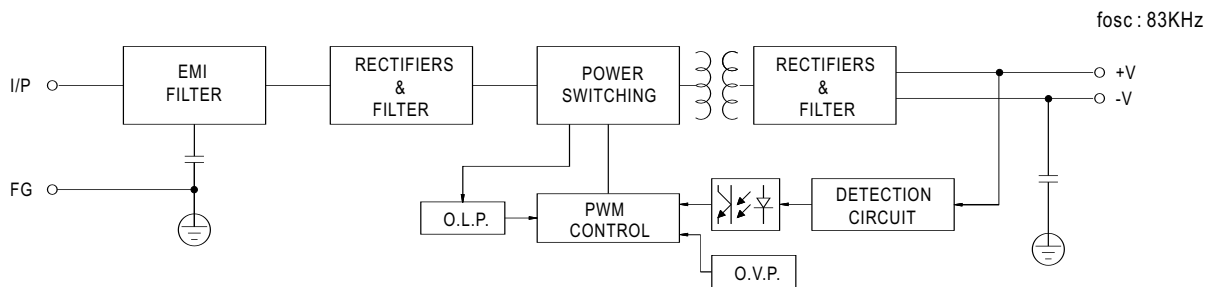 fosc : 83KHz
I/P
EMI
FILTER
RECTIFIERS
&
FILTER
POWER
SWITCHING
RECTIFIERS
&
FILTER
+V
-V
FG
O.L.P.
PWM
CONTROL
DETECTION
CIRCUIT
O.V.P.